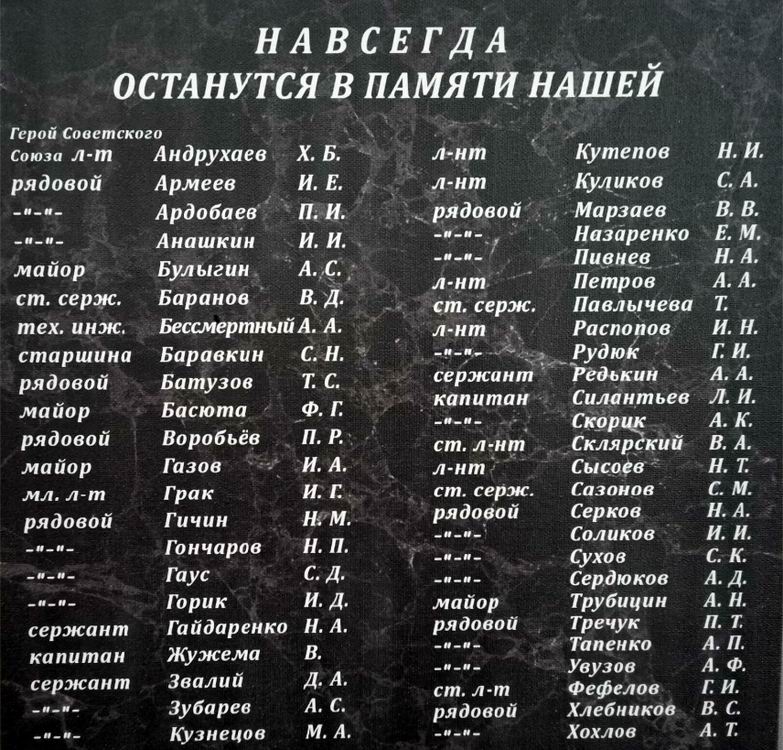 НАВСЕГДА
ОСТАНУТСЯ В ПАМЯТИ НАШЕЙ
Герой Советского
Союза л-т Андрухаев Х. Б.
рядовой Армеев И. Е.
-"-"- Ардобаев П. И.
-"-"- Анашкин И. И.
майор Булыгин А. С.
ст. серж. Баранов В. Д.
тех. инж. Бессмертный А. А.
старшина Баравкин С. Н.
рядовой Батузов Т. С.
майор Басюта Ф. Г.
рядовой Воробьёв П. Р.
майор Газов И. А.
мл. л-т Грак И. Г.
рядовой Гичин Н. М.
-"-"- Гончаров Н. П.
-"-"- Гаус С. Д.
-"-"- Горик И. Д.
сержант Гайдаренко Н. А.
капитан Жужема В.
сержант Звалий Д. А.
-"-"- Зубарев А. С.
-"-"- Кузнецов М. А.
л-нт Кутепов Н. И.
л-нт Куликов С. А.
рядовой Марзаев В. В.
-"-"- Назаренко Е. М.
-"-"- Пивнев Н. А.
л-нт Петров А. А.
ст. серж. Павлычева Т.
л-нт Распопов И. Н.
-"-"- Рудюк Г. И.
сержант Редькин А. А.
капитан Силантьев Л. И.
-"-"- Скорик А. К.
ст. л-нт Склярский В. А.
л-нт Сысоев Н. Т.
ст. серж. Сазонов С. М.
рядовой Серков Н. А.
-"-"- Соликов И. И.
-"-"- Сухов С. К.
-"-"- Сердюков А. Д.
майор Трубицин А. Н.
рядовой Тречук П. Т.
-"-"- Тапенко А. П.
-"-"- Увузов А. Ф.
ст. л-т Фефелов Г. И.
рядовой Хлебников В. С.
-"-"- Хохлов А. Т.